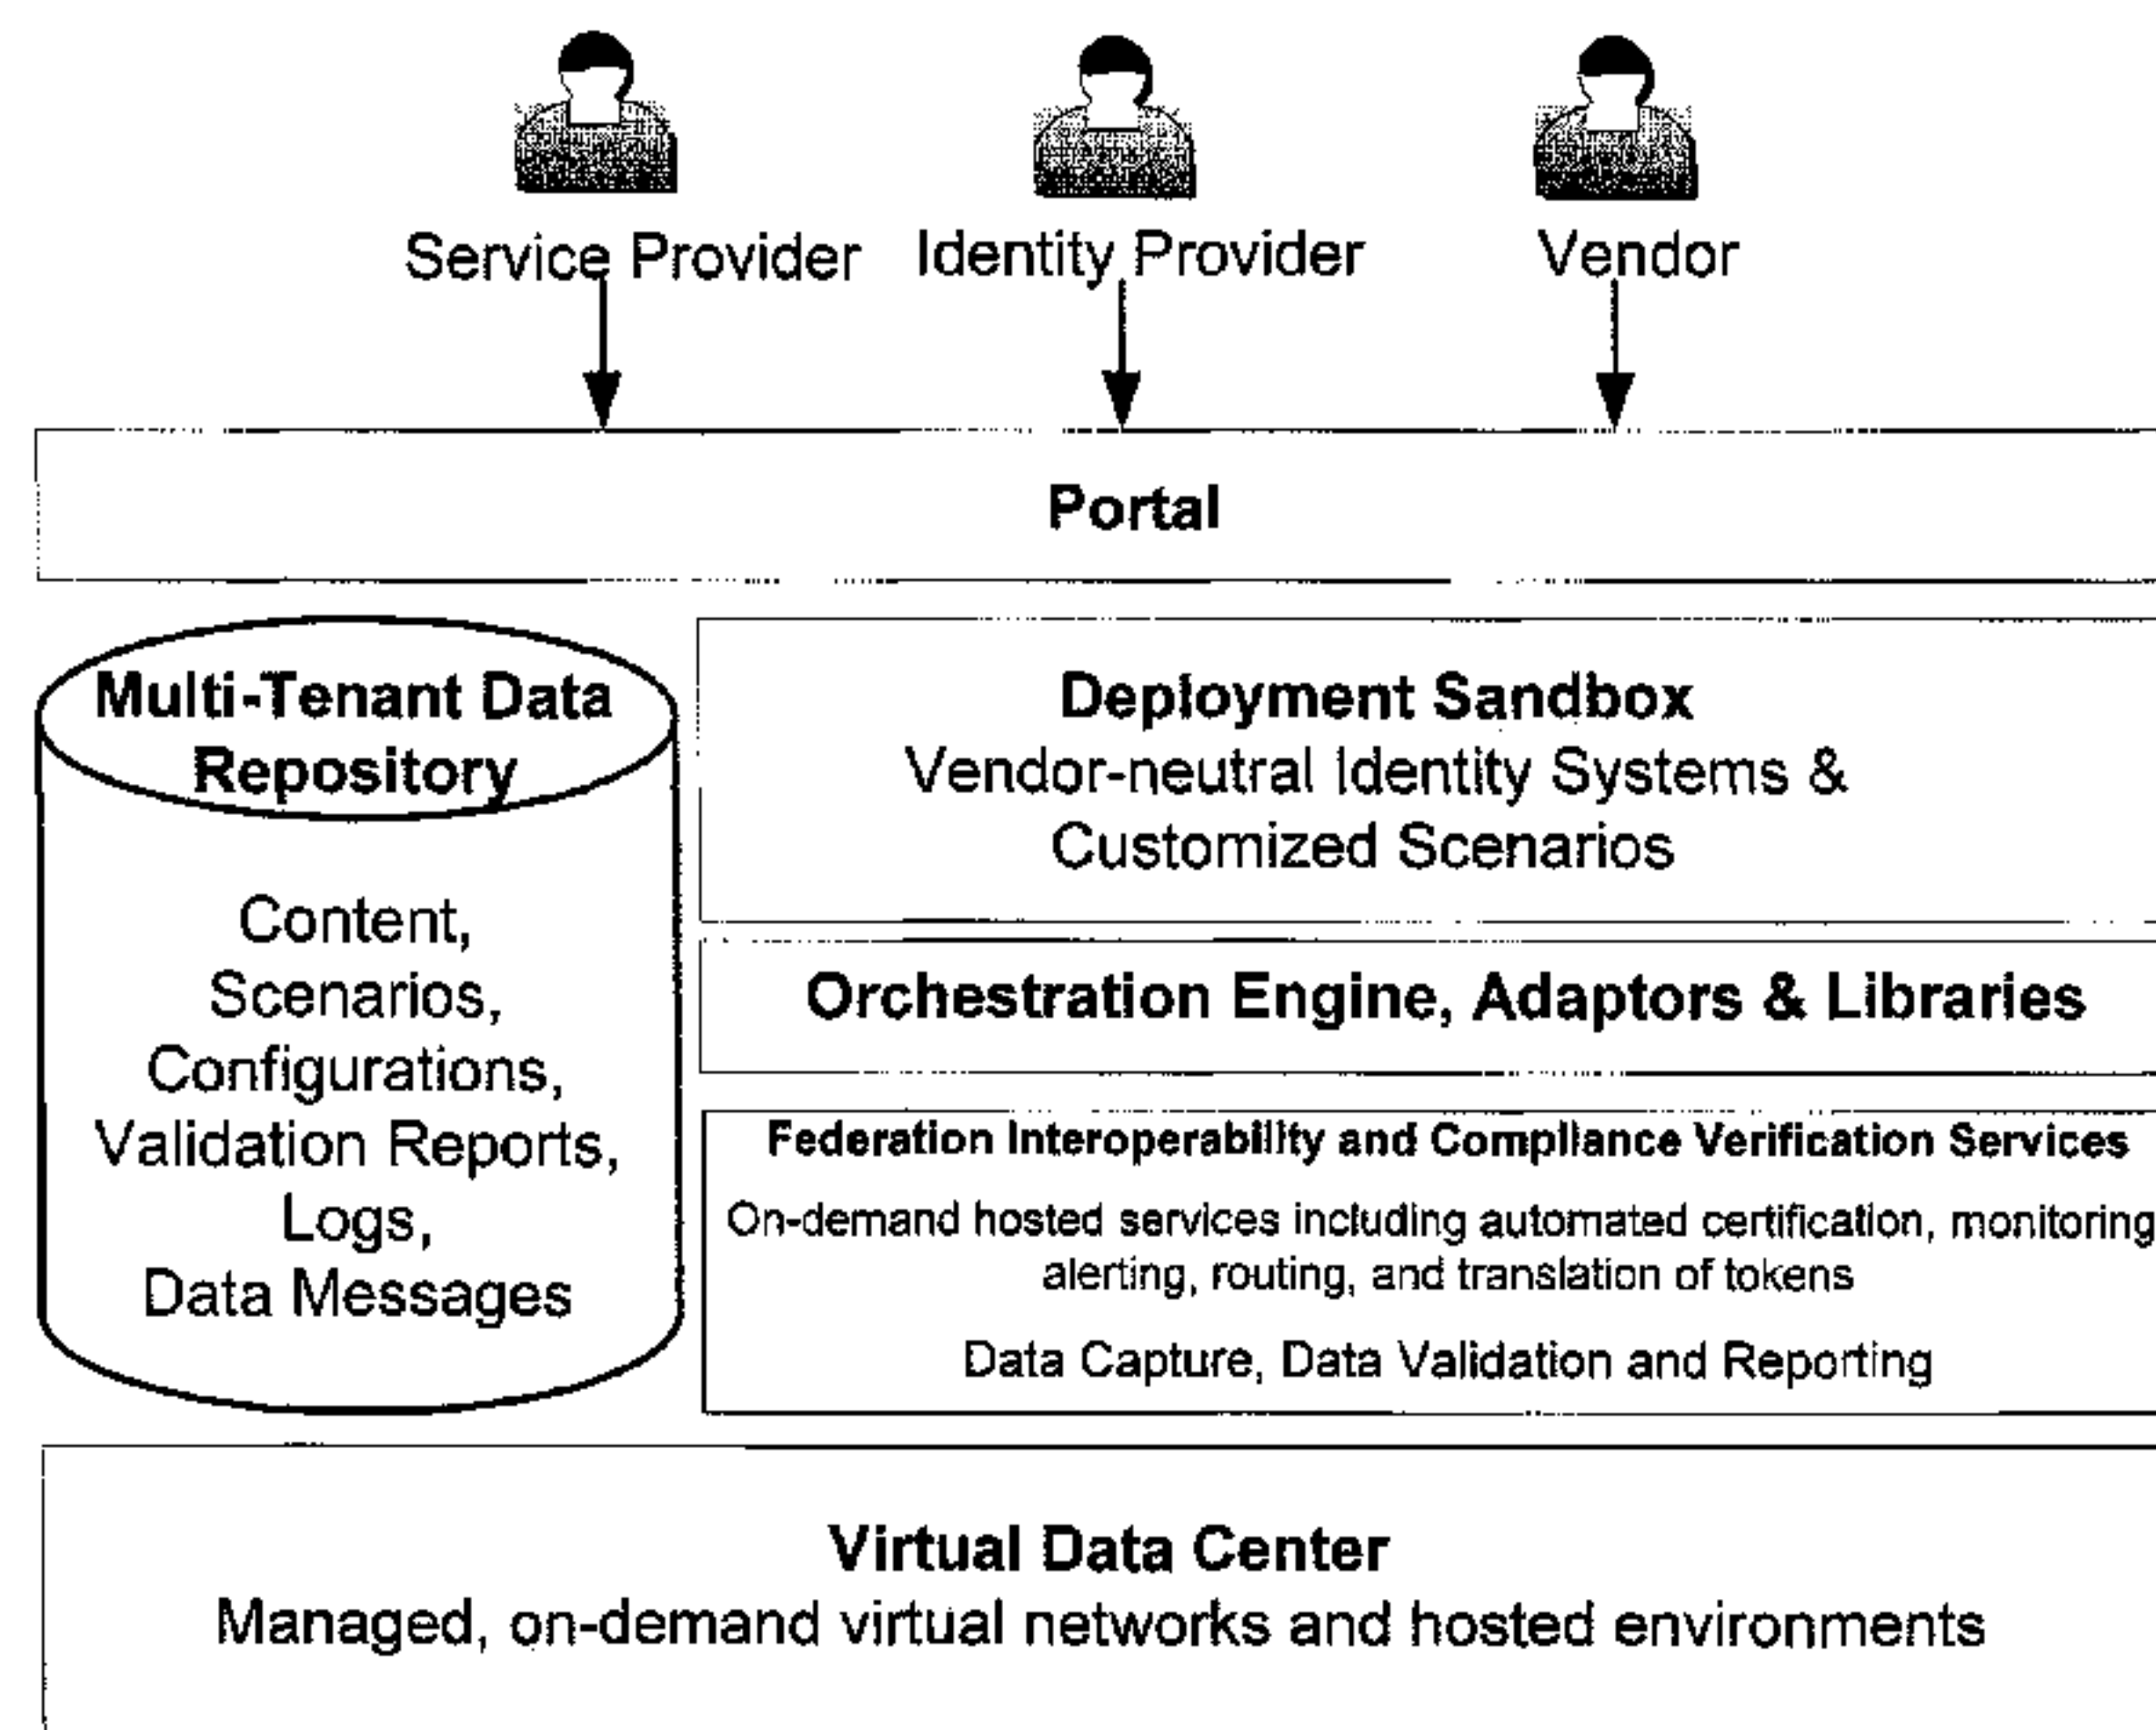 Service Provider
Identity Provider
Vendor
Portal
Multi-Tenant Data
Repository
Content,
Scenarios,
Configurations,
Validation Reports,
Logs,
Data Messages
Deployment Sandbox
Vendor-neutral Identity Systems &
Customized Scenarios
Orchestration Engine, Adaptors & Libraries
Federation Interoperability and Compliance Verification Services
On-demand hosted services including automated certification, monitoring
alerting, routing, and translation of tokens
Data Capture, Data Validation and Reporting
Virtual Data Center
Managed, on-demand virtual networks and hosted environments